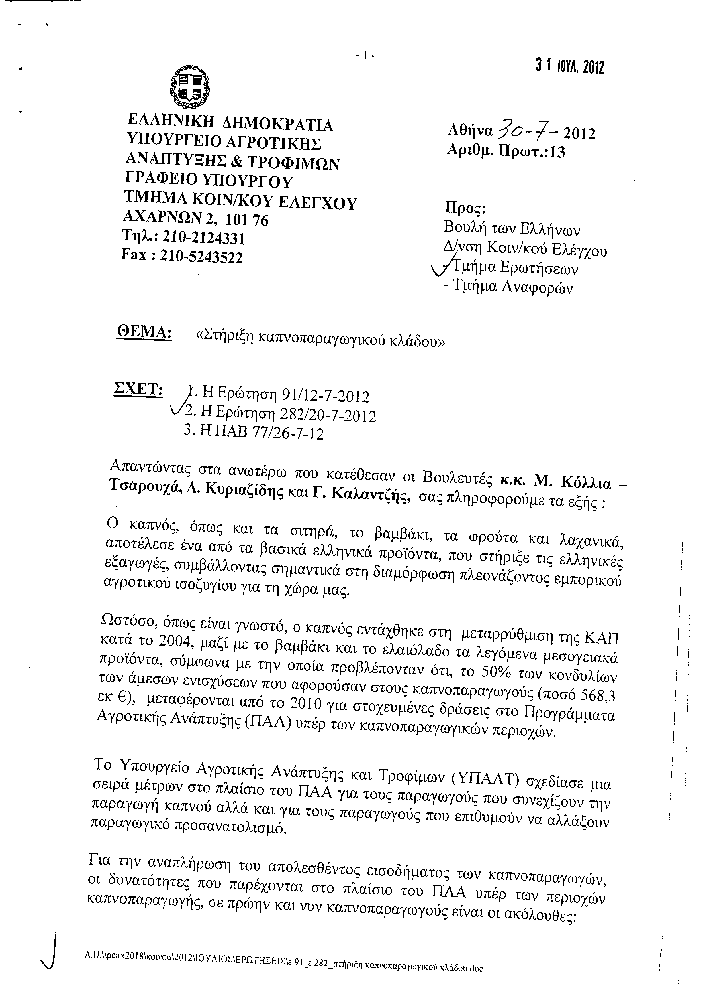 - 1 -
31 ΙΟΥΛ. 2012
ΕΛΛΗΝΙΚΗ ΔΗΜΟΚΡΑΤΙΑ
ΥΠΟΥΡΓΕΙΟ ΑΓΡΟΤΙΚΗΣ
ΑΝΑΠΤΥΞΗΣ & ΤΡΟΦΙΜΩΝ
ΓΡΑΦΕΙΟ ΥΠΟΥΡΓΟΥ
ΤΜΗΜΑ ΚΟΙΝ/ΚΟΥ ΕΛΕΓΧΟΥ
ΑΧΑΡΝΩΝ 2, 101 76
Τηλ.: 210-2124331
Fax : 210-5243522
Αθήνα 30-7- 2012
Αριθμ. Πρωτ.:13
Προς:
Βουλή των Ελλήνων
Δ/νση Κοιν/κού Ελέγχου
- Τμήμα Ερωτήσεων
- Τμήμα Αναφορών
ΘΕΜΑ: «Στήριξη καπνοπαραγωγικού κλάδου»
ΣΧΕΤ: 1. Η Ερώτηση 91/12-7-2012
2. Η Ερώτηση 282/20-7-2012
3. Η ΠΑΒ 77/26-7-12
Απαντώντας στα ανωτέρω που κατέθεσαν οι Βουλευτές κ.κ. Μ. Κόλλια –
Τσαρουχά, Δ. Κυριαζίδης και Γ. Καλαντζής, σας πληροφορούμε τα εξής :
Ο καπνός, όπως και τα σιτηρά, το βαμβάκι, τα φρούτα και λαχανικά,
αποτέλεσε ένα από τα βασικά ελληνικά προϊόντα, που στήριξε τις ελληνικές
εξαγωγές, συμβάλλοντας σημαντικά στη διαμόρφωση πλεονάζοντος εμπορικού
αγροτικού ισοζυγίου για τη χώρα μας.
Ωστόσο, όπως είναι γνωστό, ο καπνός εντάχθηκε στη μεταρρύθμιση της ΚΑΠ
κατά το 2004, μαζί με το βαμβάκι και το ελαιόλαδο τα λεγόμενα μεσογειακά
προϊόντα, σύμφωνα με την οποία προβλέπονταν ότι, το 50% των κονδυλίων
των άμεσων ενισχύσεων που αφορούσαν στους καπνοπαραγωγούς (ποσό 568,3
εκ €), μεταφέρονται από το 2010 για στοχευμένες δράσεις στο Προγράμματα
Αγροτικής Ανάπτυξης (ΠΑΑ) υπέρ των καπνοπαραγωγικών περιοχών.
Το Υπουργείο Αγροτικής Ανάπτυξης και Τροφίμων (ΥΠΑΑΤ) σχεδίασε μια
σειρά μέτρων στο πλαίσιο του ΠΑΑ για τους παραγωγούς που συνεχίζουν την
παραγωγή καπνού αλλά και για τους παραγωγούς που επιθυμούν να αλλάξουν
παραγωγικό προσανατολισμό.
Για την αναπλήρωση του απολεσθέντος εισοδήματος των καπνοπαραγωγών,
οι δυνατότητες που παρέχονται στο πλαίσιο του ΠΑΑ υπέρ των περιοχών
καπνοπαραγωγής, σε πρώην και νυν καπνοπαραγωγούς είναι οι ακόλουθες:
Α.Π.\\pcax2018\κοινοσ\2012\ΙΟΥΛΙΟΣ\ΕΡΩΤΗΣΕΙΣ\ε 91_ε 282_στήριξη καπνοπαραγωγικού κλάδου.doc